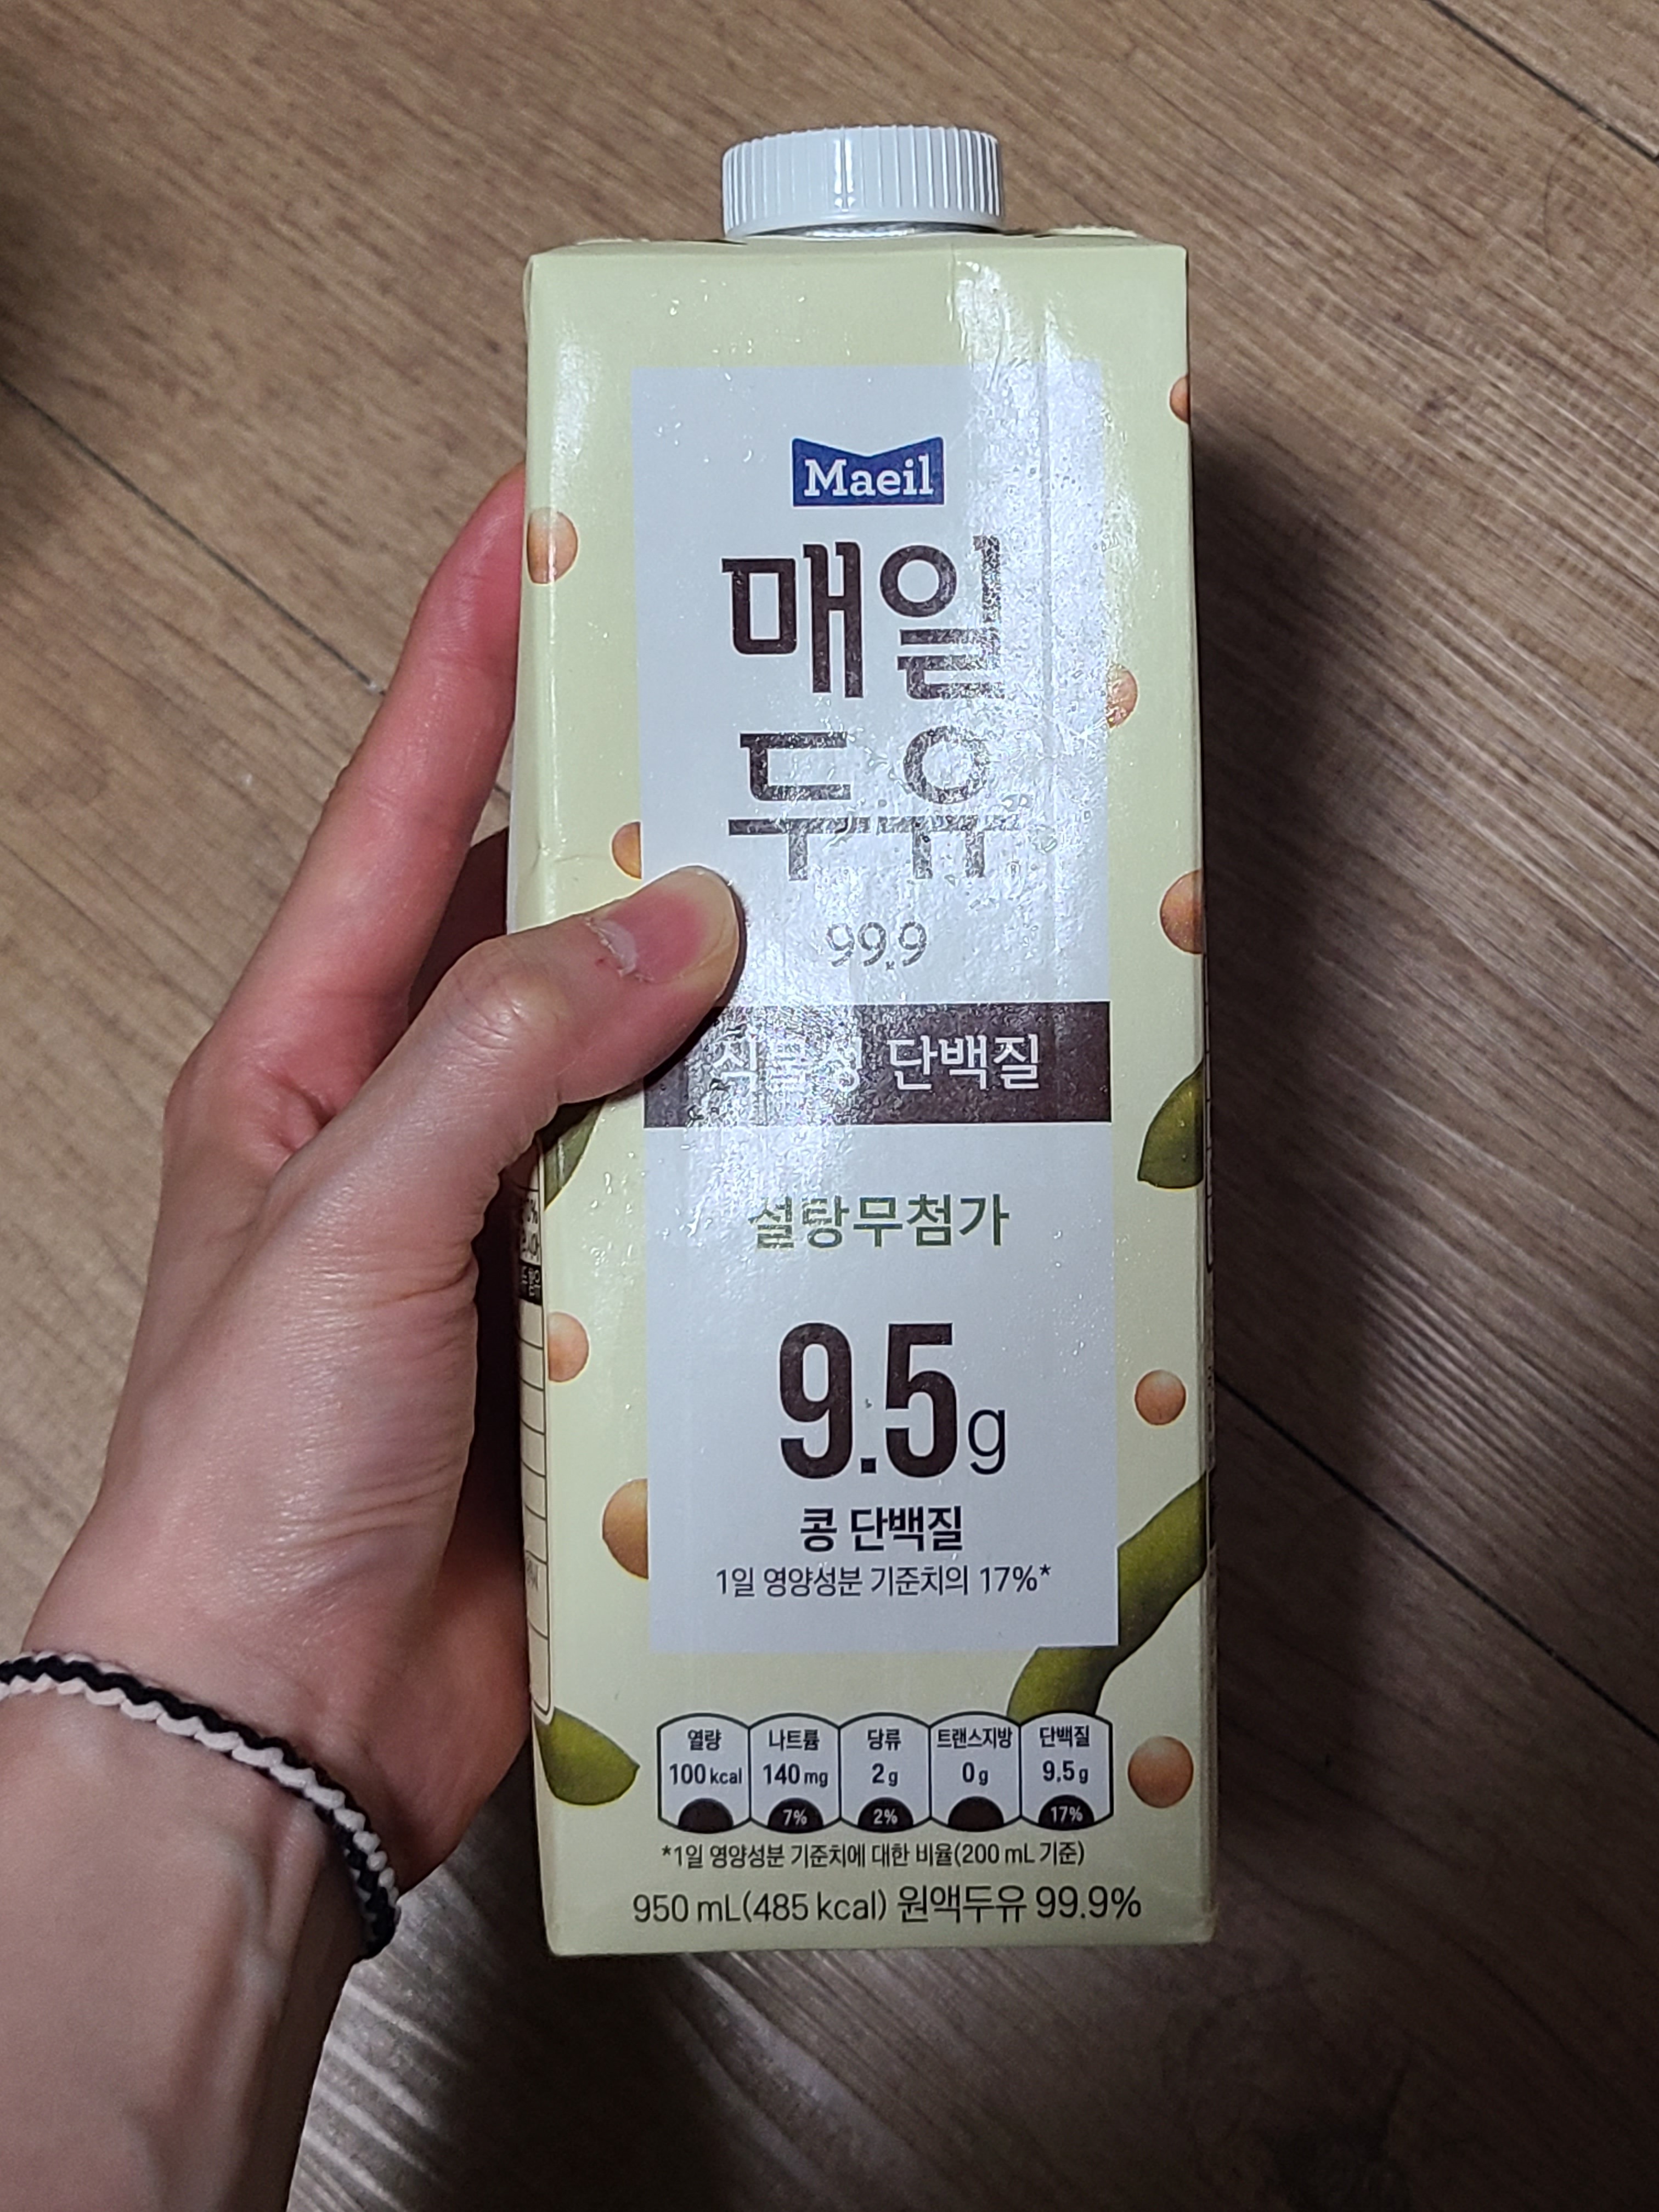 Maeil
매일
두유
99.9
식물성 단백질
설탕무첨가
9.5g
콩 단백질
1일 영양성분 기준치의 17%*
열량 나트륨 당류 트랜스지방 단백질
100 kcal 140 mg 2 g 0 g 9.5 g
7% 2% 17%
*1일 영양성분 기준치에 대한 비율(200 mL 기준)
950 mL(485 kcal) 원액두유 99.9%